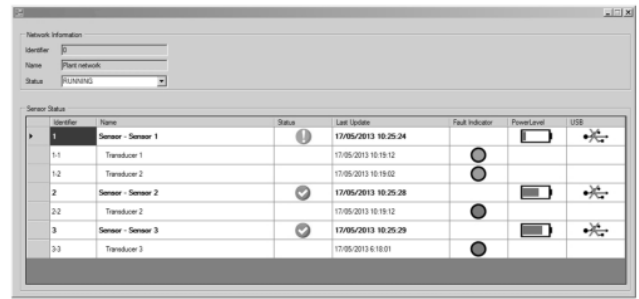 Network Information
Identifier 0
Name Plant network
Status RUNNING
Sensor Status
Identifier Name Status Last Update Fault Indicator PowerLevel USB
1 Sensor - Sensor 1 17/05/2013 10:25:24
1-1 Transducer 1 17/05/2013 10:19:12
1-2 Transducer 2 17/05/2013 10:19:02
2 Sensor - Sensor 2 17/05/2013 10:25:28
2-2 Transducer 2 17/05/2013 10:19:12
3 Sensor - Sensor 3 17/05/2013 10:25:29
3-3 Transducer 3 17/05/2013 6:18:01